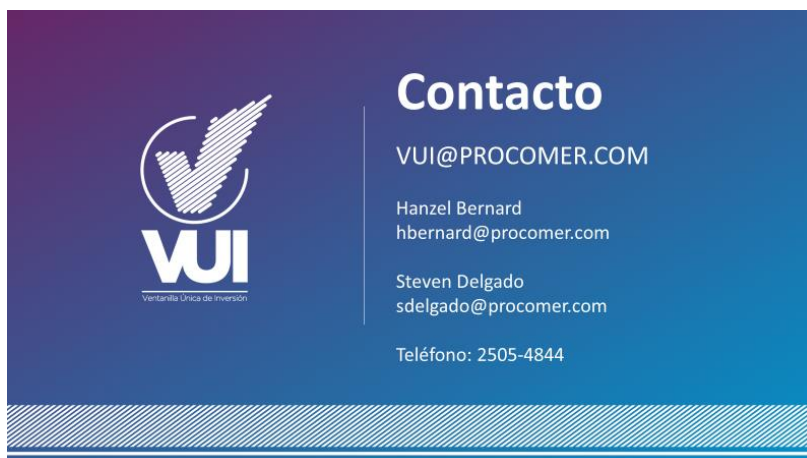 VUI
Ventanilla Única de Inversión
Contacto
VUI@PROCOMER.COM
Hanzel Bernard
hbernard@procomer.com
Steven Delgado
sdelgado@procomer.com
Teléfono: 2505-4844